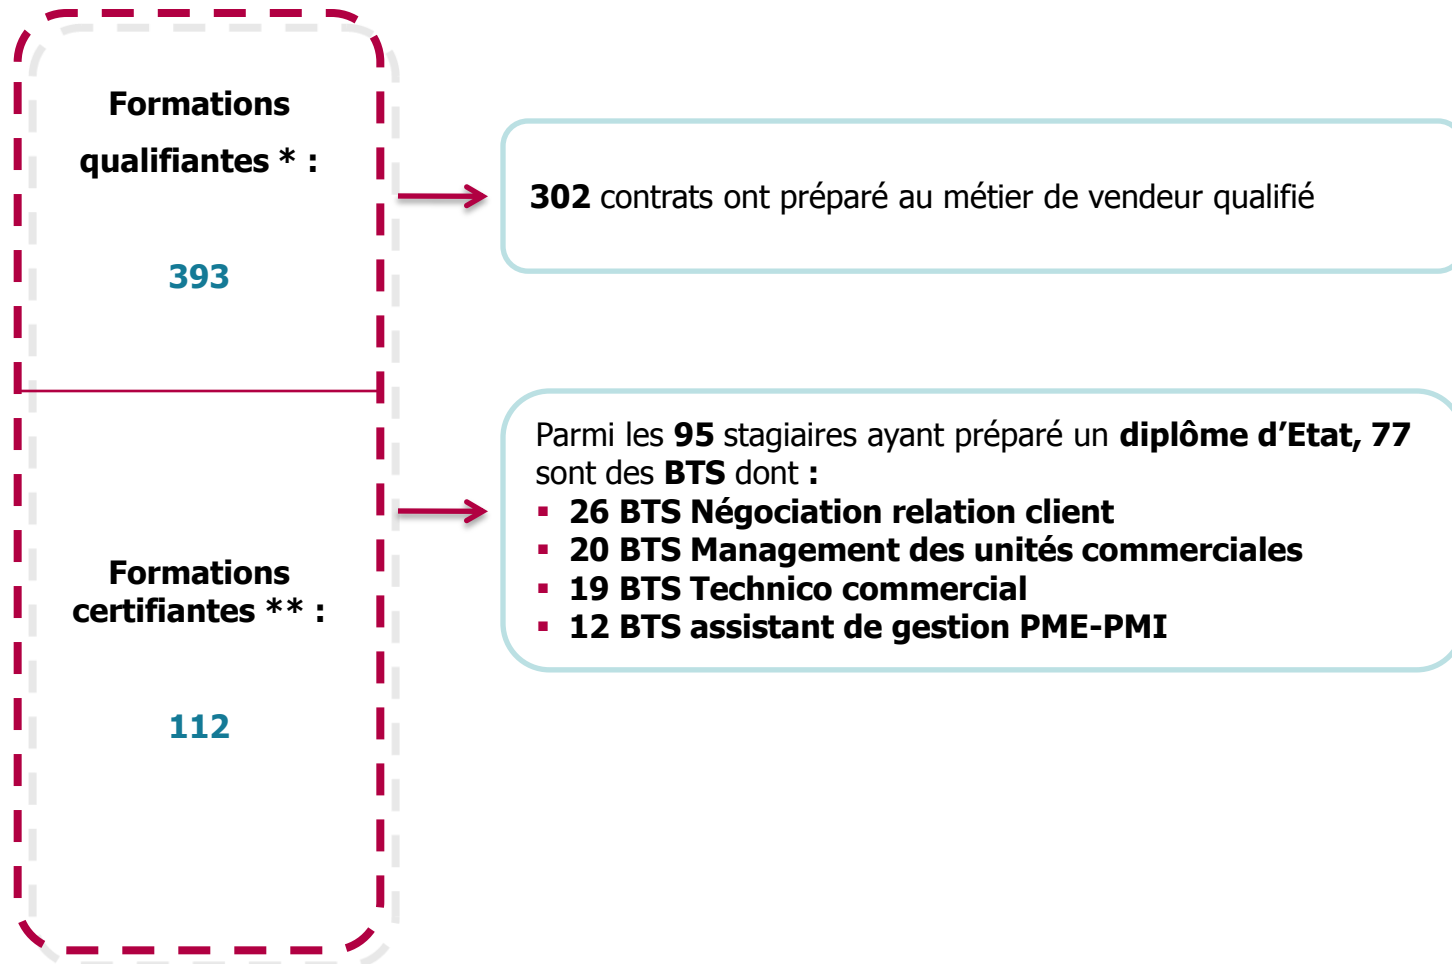 Formations
qualifiantes * :
393
302 contrats ont préparé au métier de vendeur qualifié
Formations
certifiantes ** :
112
Parmi les 95 stagiaires ayant préparé un diplôme d’Etat, 77
sont des BTS dont :
▪ 26 BTS Négociation relation client
▪ 20 BTS Management des unités commerciales
▪ 19 BTS Technico commercial
▪ 12 BTS assistant de gestion PME-PMI